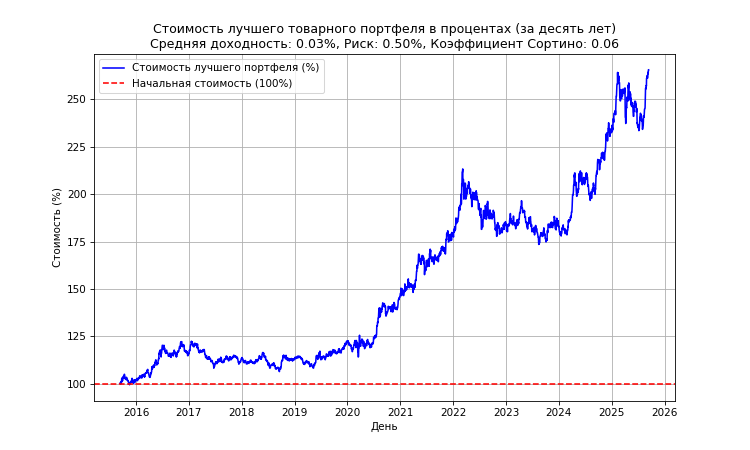 Стоимость лучшего товарного портфеля в процентах (за десять лет)
Средняя доходность: 0.03%, Риск: 0.50%, Коэффициент Сортино: 0.06
Стоимость лучшего портфеля (%)
Начальная стоимость (100%)
Стоимость (%)
250
225
200
175
150
125
100
2016 2017 2018 2019 2020 2021 2022 2023 2024 2025 2026
День